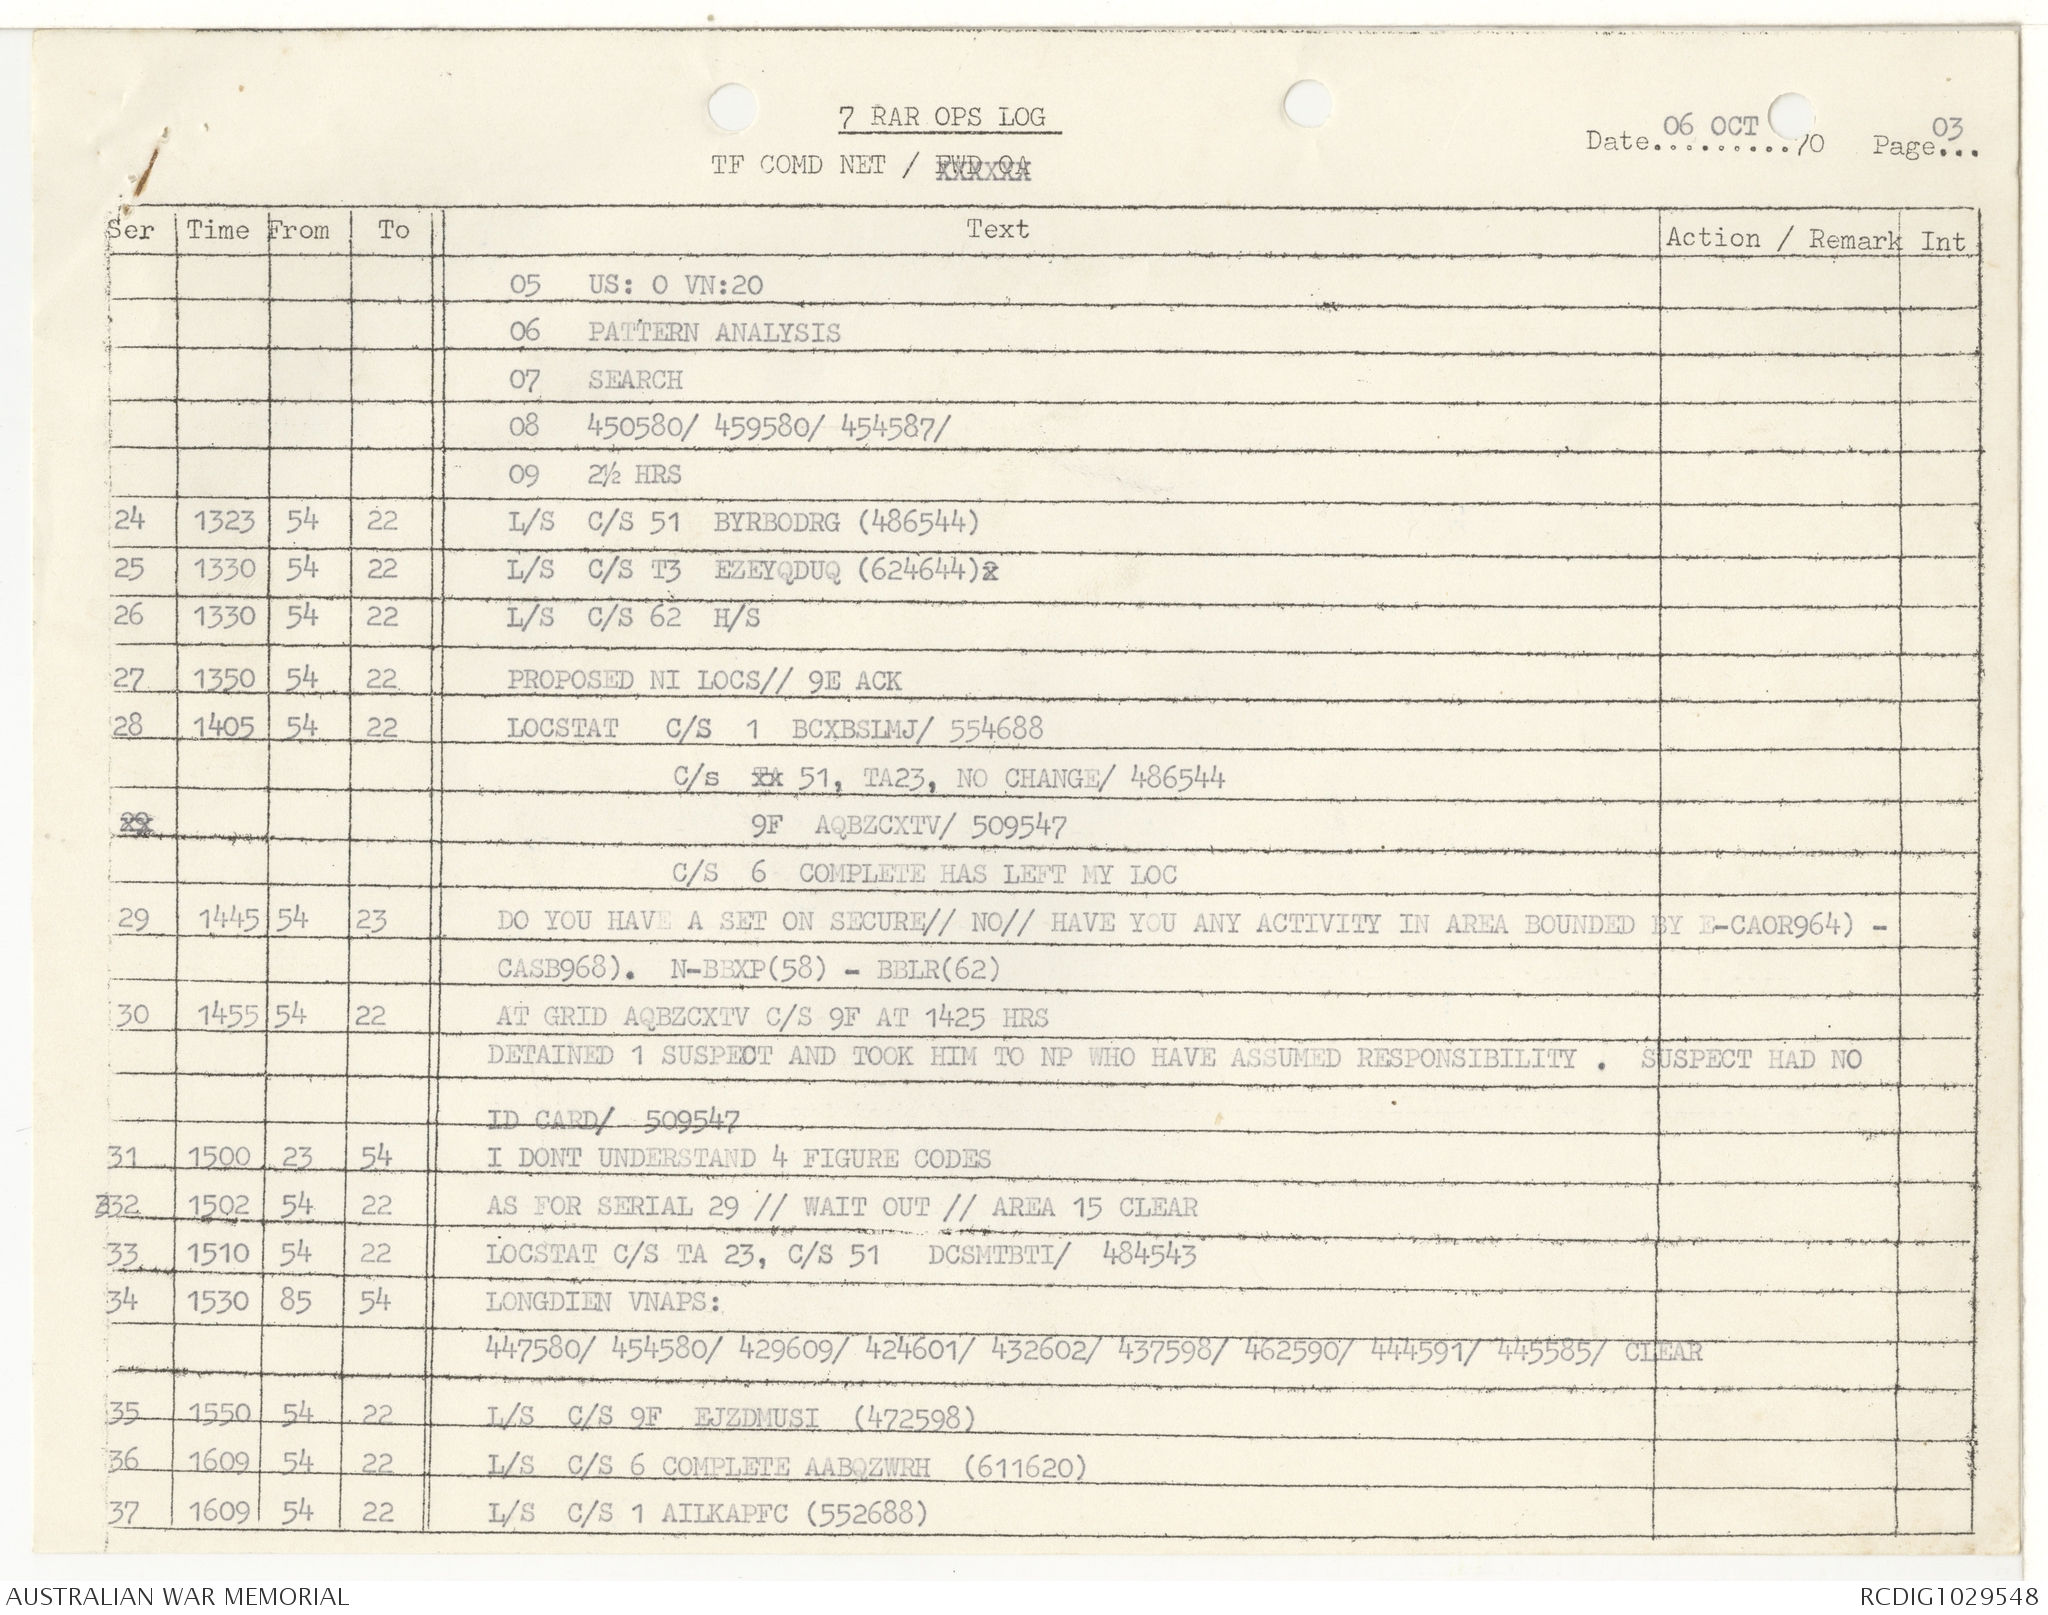 7 RAR OPS LOG
TF COMD NET / FWD OA
Date 06 OCT 70 Page 03
Ser Time From To Text Action / Remark Int
05 US: 0 VN:20
06 PATTERN ANALYSIS
07 SEARCH
08 450580/ 459580/ 454587/
09 2½ HRS
24 1323 54 22 L/S C/S 51 BYRBODRG (486544)
25 1330 54 22 L/S C/S T3 EZEYQDUQ (624644)
26 1330 54 22 L/S C/S 62 H/S
27 1350 54 22 PROPOSED NI LOCS// 9E ACK
28 1405 54 22 LOCSTAT C/S 1 BCXBSLMJ/ 554688
C/s 51, TA23, NO CHANGE/ 486544
29 9F AQBZCXTV/ 509547
C/S 6 COMPLETE HAS LEFT MY LOC
29 1445 54 23 DO YOU HAVE A SET ON SECURE// NO// HAVE YOU ANY ACTIVITY IN AREA BOUNDED BY E-CAOR964) -
CASB968). N-BBXP(58) - BBLR(62)
30 1455 54 22 AT GRID AQBZCXTV C/S 9F AT 1425 HRS
DETAINED 1 SUSPECT AND TOOK HIM TO NP WHO HAVE ASSUMED RESPONSIBILITY . SUSPECT HAD NO
ID CARD/ 509547
31 1500 23 54 I DONT UNDERSTAND 4 FIGURE CODES
32 1502 54 22 AS FOR SERIAL 29 // WAIT OUT // AREA 15 CLEAR
33 1510 54 22 LOCSTAT C/S TA 23, C/S 51 DCSMTBTI/ 484543
34 1530 85 54 LONGDIEN VNAPS:
447580/ 454580/ 429609/ 424601/ 432602/ 437598/ 462590/ 444591/ 445585/ CLEAR
35 1550 54 22 L/S C/S 9F EJZDMUSI (472598)
36 1609 54 22 L/S C/S 6 COMPLETE AABQZWRH (611620)
37 1609 54 22 L/S C/S 1 AILKAPFC (552688)
AUSTRALIAN WAR MEMORIAL RCDIG1029548